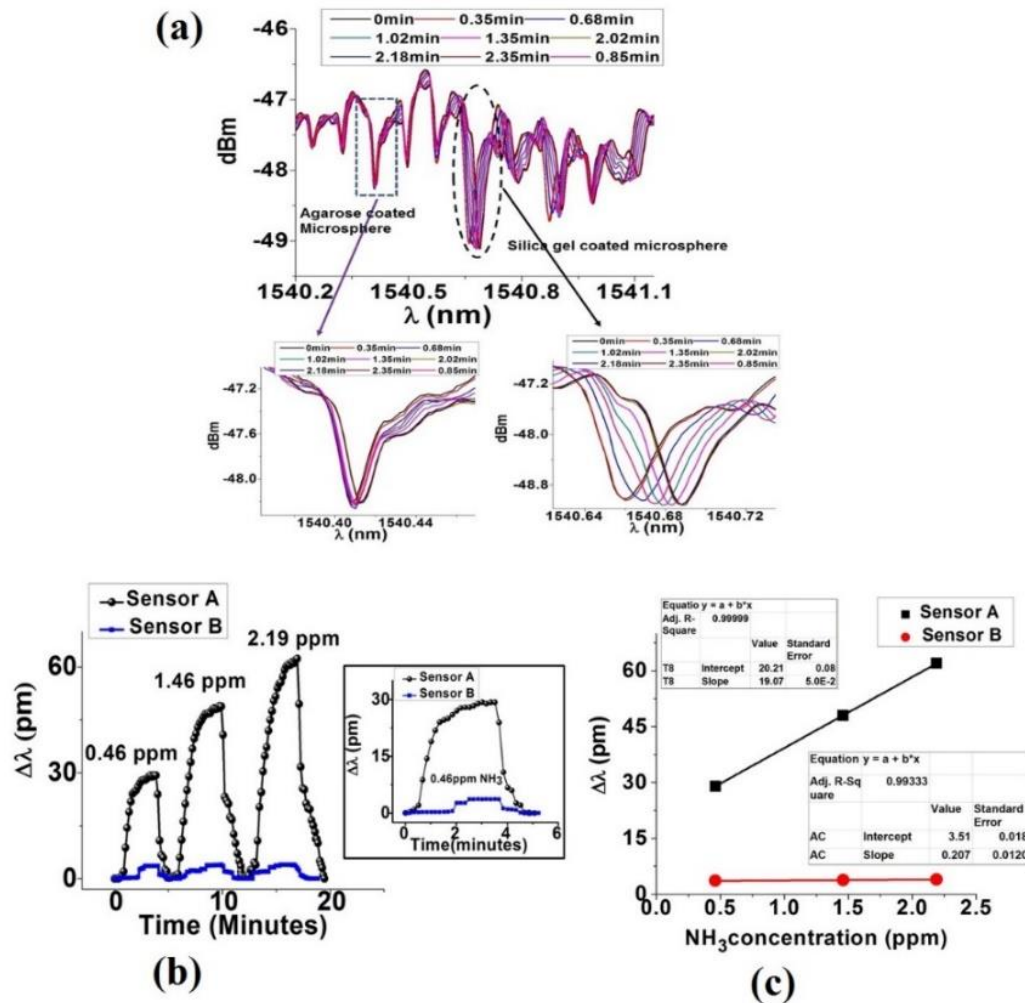 (a)
0min 0.35min 0.68min
1.02min 1.35min 2.02min
2.18min 2.35min 0.85min
-46
-47
-48
-49
dBm
Agarose coated
Microsphere
Silica gel coated microsphere
1540.2 1540.5 1540.8 1541.1
λ (nm)
0min 0.35min 0.68min
1.02min 1.35min 2.02min
2.18min 2.35min 0.85min
-47.2
-47.6
-48.0
dBm
1540.40 1540.44
λ (nm)
0min 0.35min 0.68min
1.02min 1.35min 2.02min
2.18min 2.35min 0.85min
-47.2
-48.0
-48.8
dBm
1540.64 1540.68 1540.72
λ (nm)
Sensor A
Sensor B
60
30
0
Δλ (pm)
0.46 ppm
1.46 ppm
2.19 ppm
0 10 20
Time (Minutes)
Sensor A
Sensor B
30
15
0
Δλ (pm)
0.46ppm NH3
0 2 4 6
Time(minutes)
(b)
Sensor A
Sensor B
Equatio y = a + b*x
Adj. R- 0.99999
Square
Value Standard
Error
T8 Intercept 20.21 0.08
T8 Slope 19.07 5.0E-2
60
45
30
15
0
Δλ (pm)
Equation y = a + b*x
Adj. R-Sq 0.99333
uare
Value Standard
Error
AC Intercept 3.51 0.018
AC Slope 0.207 0.0120
0.0 0.5 1.0 1.5 2.0 2.5
NH3concentration (ppm)
(c)